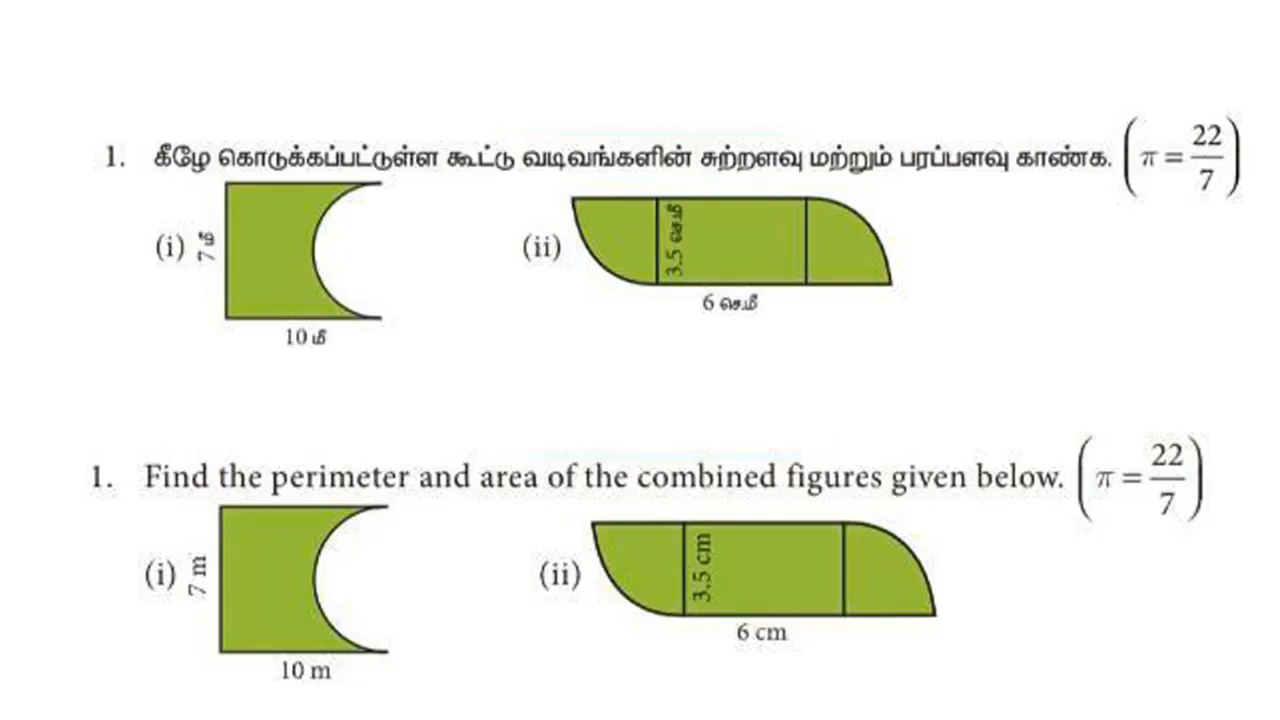 1. கீழே கொடுக்கப்பட்டுள்ள கூட்டு வடிவங்களின் சுற்றளவு மற்றும் பரப்பளவு காண்க. (π = 22/7)
(i) 7 மீ
10 மீ
(ii) 3.5 செ.மீ
6 செ.மீ
1. Find the perimeter and area of the combined figures given below. (π = 22/7)
(i) 7 m
10 m
(ii) 3.5 cm
6 cm